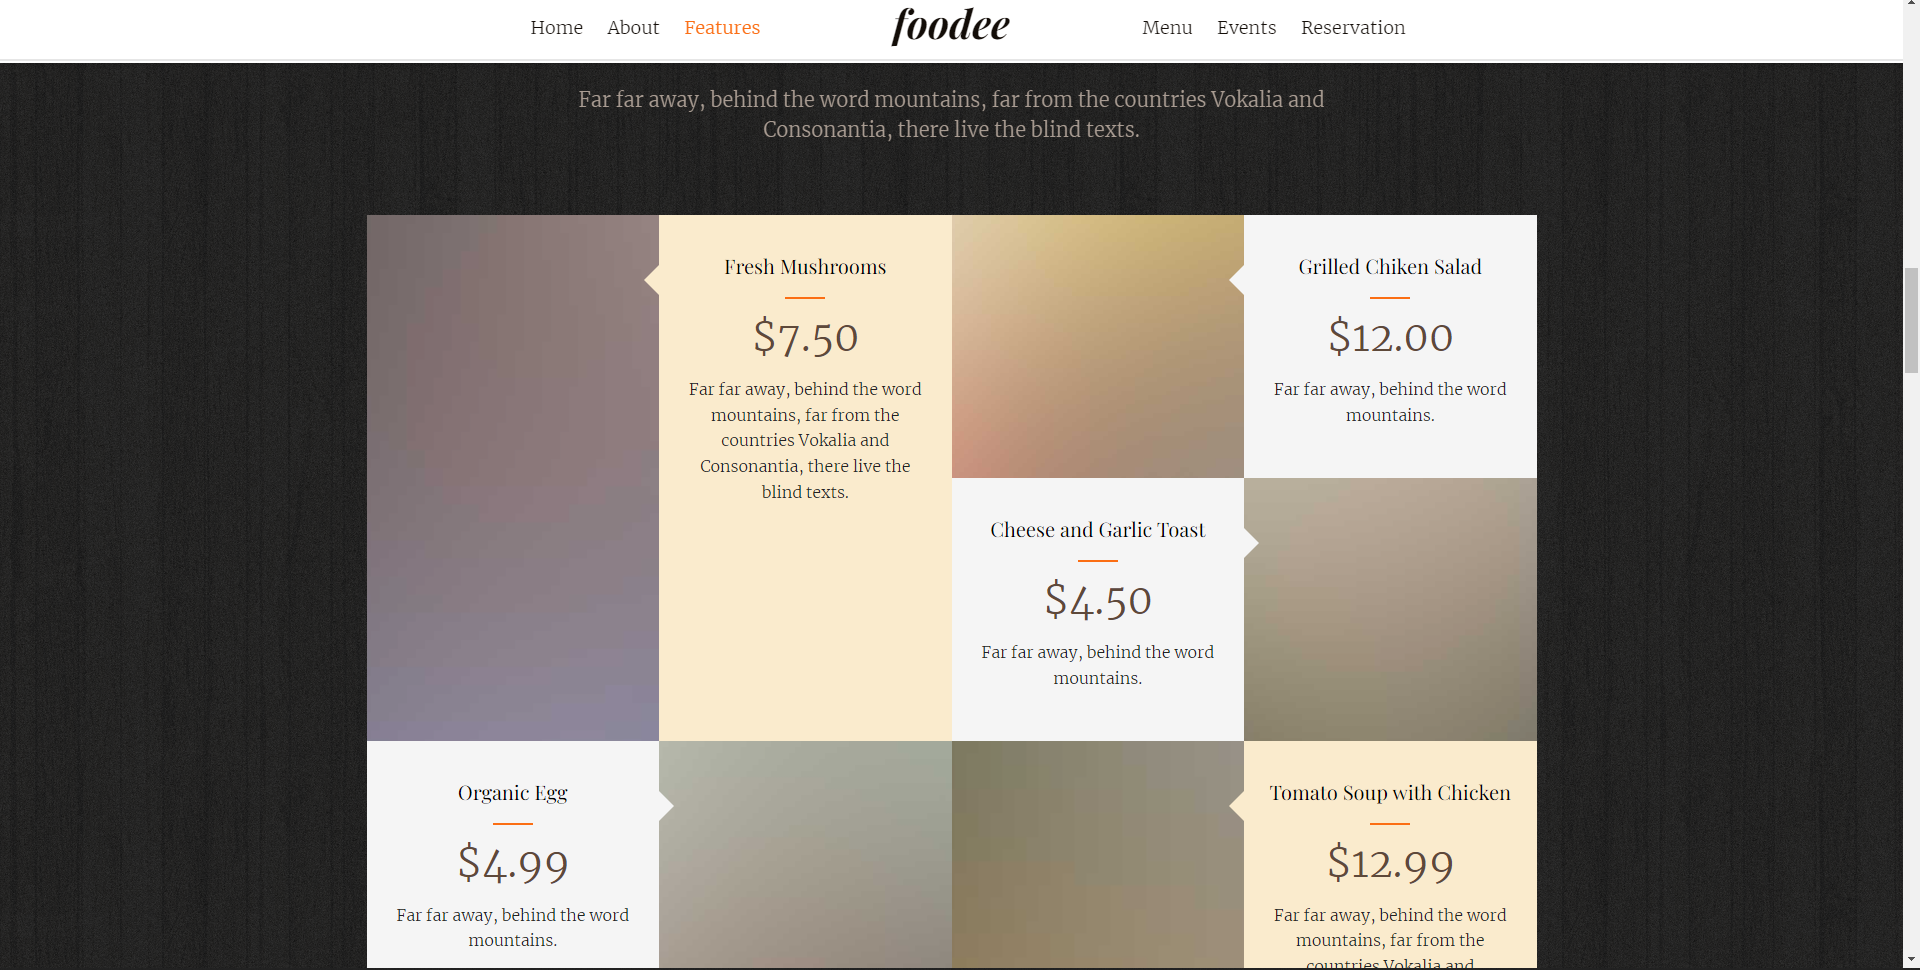 Home About Features foodee Menu Events Reservation
Far far away, behind the word mountains, far from the countries Vokalia and
Consonantia, there live the blind texts.
Fresh Mushrooms
$7.50
Far far away, behind the word
mountains, far from the
countries Vokalia and
Consonantia, there live the
blind texts.
Grilled Chiken Salad
$12.00
Far far away, behind the word
mountains.
Cheese and Garlic Toast
$4.50
Far far away, behind the word
mountains.
Organic Egg
$4.99
Far far away, behind the word
mountains.
Tomato Soup with Chicken
$12.99
Far far away, behind the word
mountains, far from the
countries Vokalia and